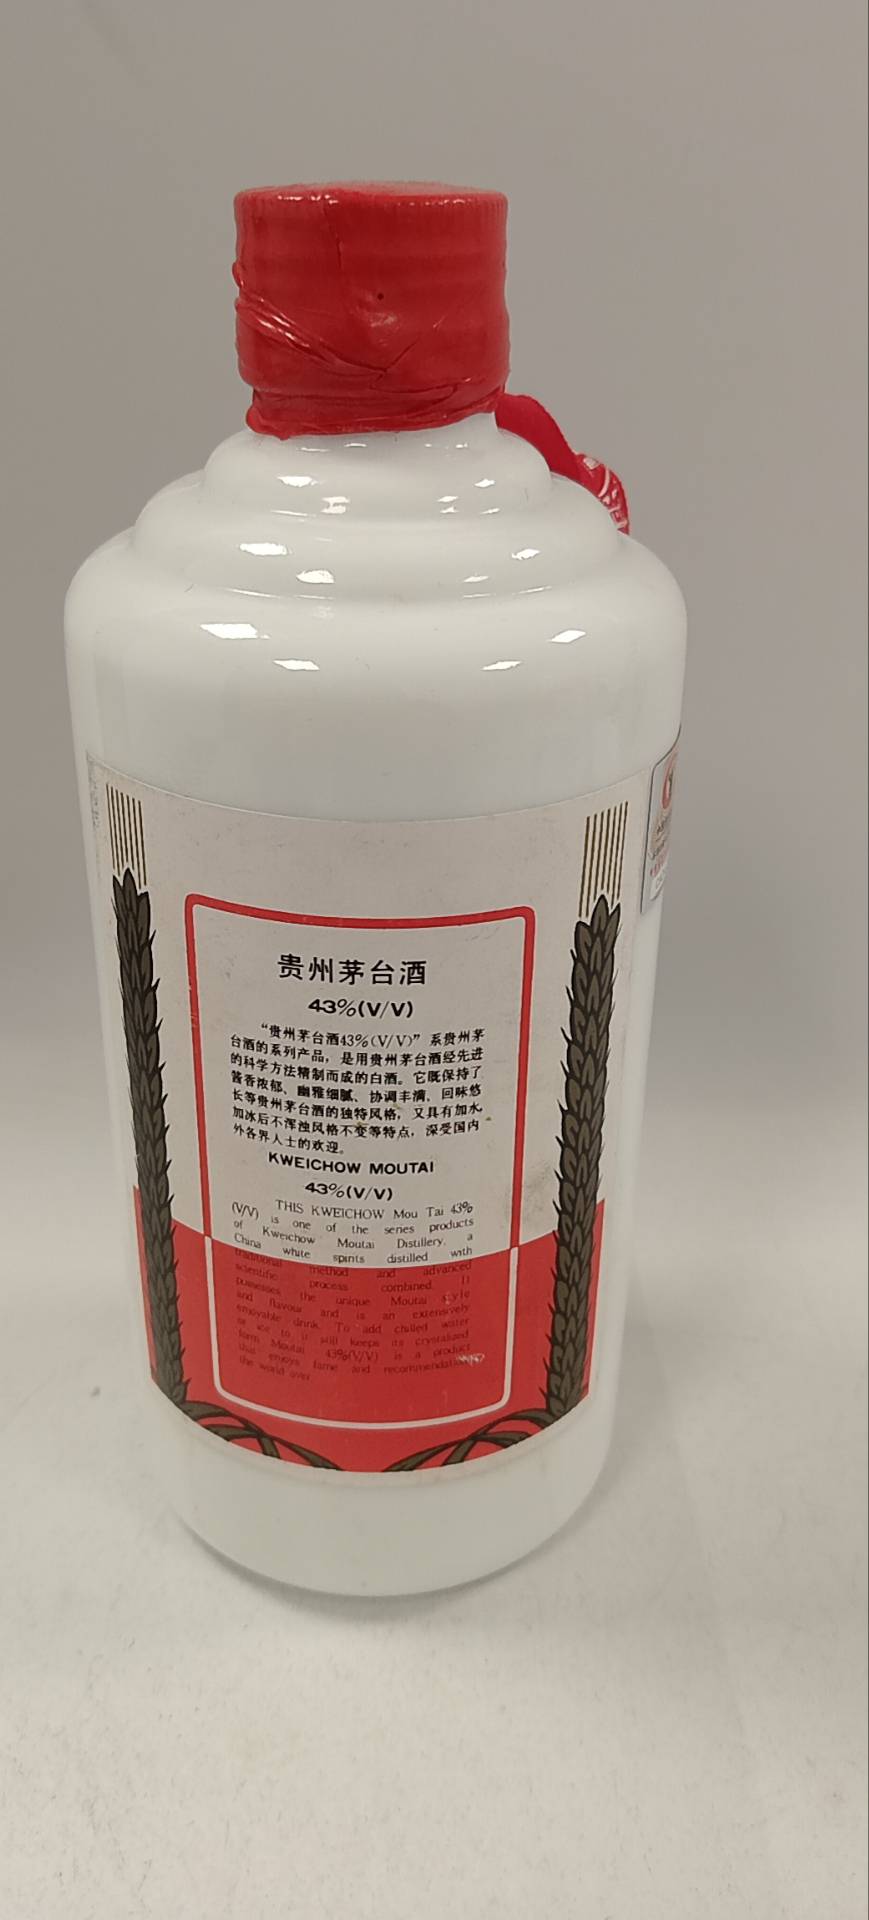 贵州茅台酒
43%(V/V)
“贵州茅台酒43%(V/V)”系贵州茅
台酒的系列产品，是用贵州茅台酒经先进
的科学方法精制而成的白酒。它既保持了
酱香浓郁、幽雅细腻、协调丰满、回味悠
长等贵州茅台酒的独特风格，又具有加水、
加冰后不浑浊风格不变等特点，深受国内
外各界人士的欢迎。
KWEICHOW MOUTAI
43%(V/V)
THIS KWEICHOW Mou Tai 43%
(V/V) is one of the series products
of Kweichow Moutai Distillery, a
China white spirits distilled with
traditional method and advanced
scientific process combined. It
possesses the unique Moutai style
and flavour and is an extensively
enjoyable drink. To add chilled water
or ice to it still keeps its crystalized
form Moutai 43%(V/V) is a product
that enjoys fame and recommendation
the world over